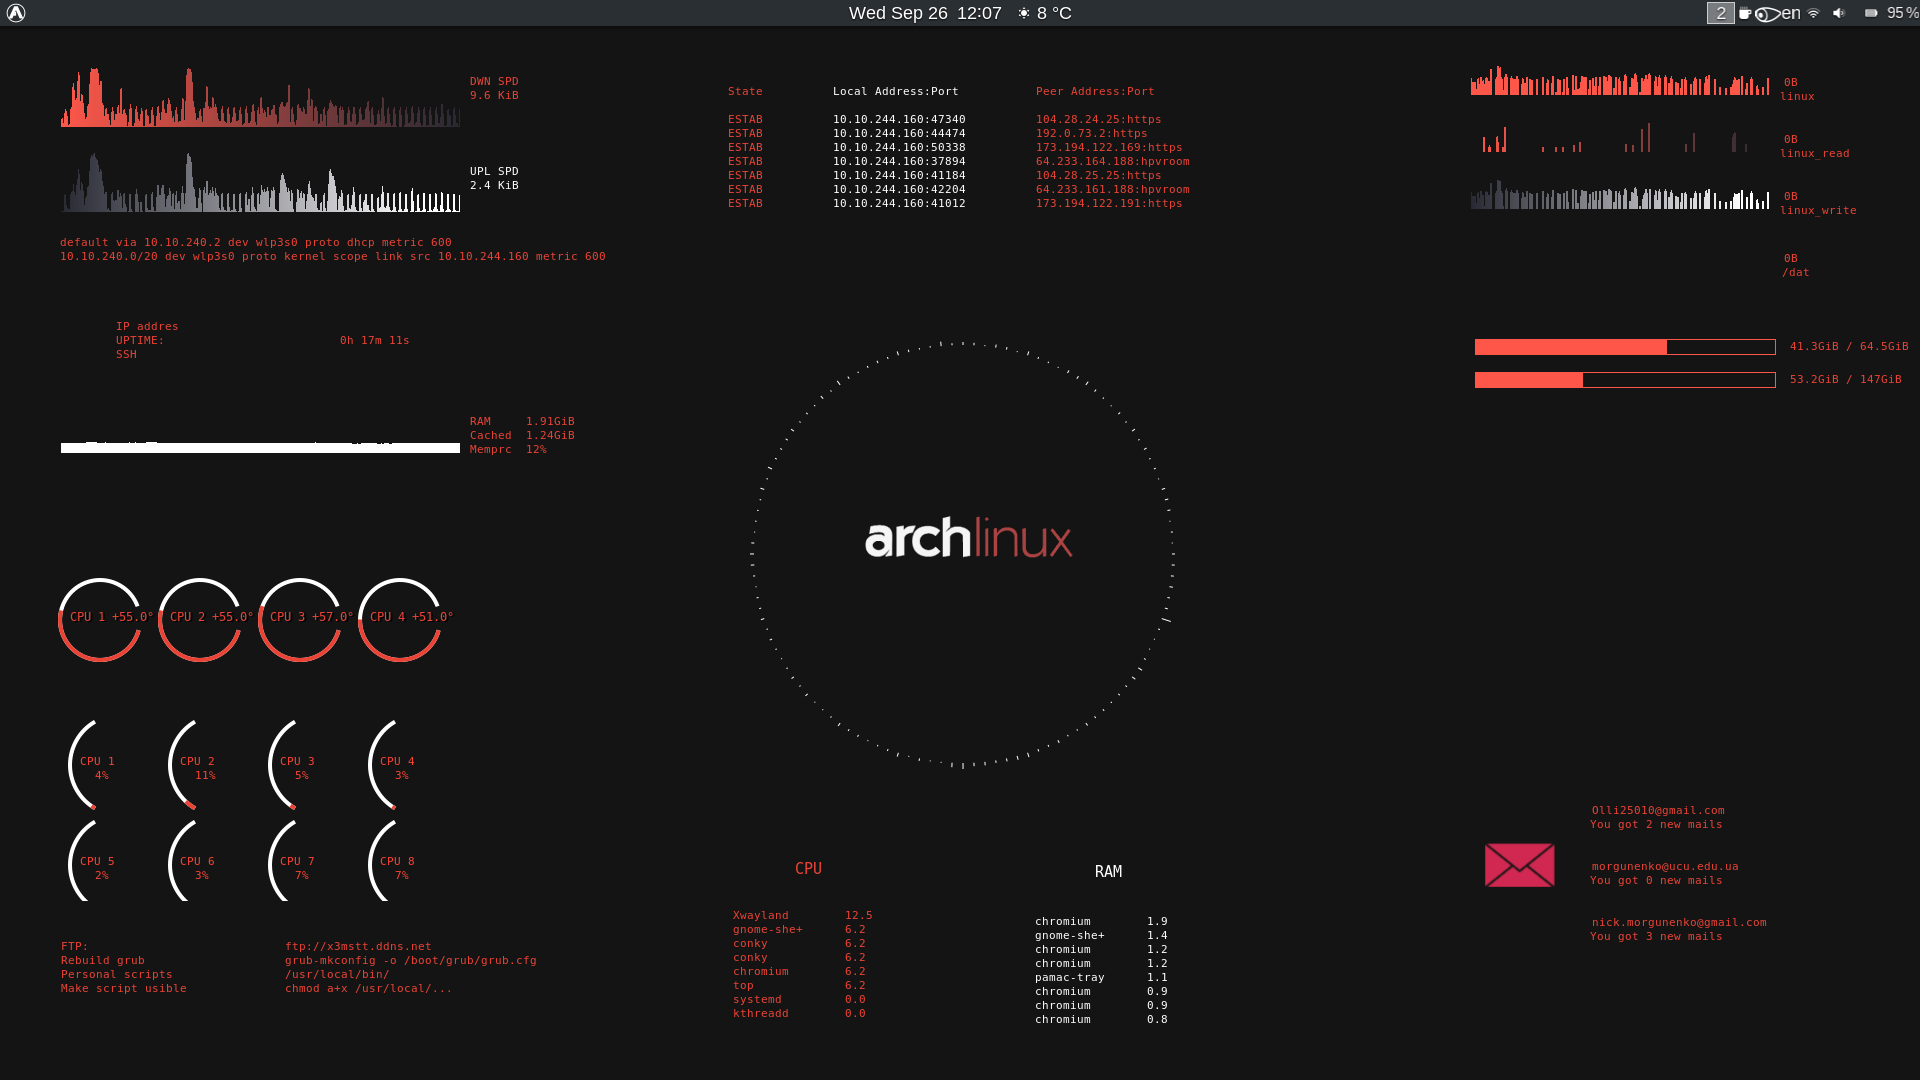 Wed Sep 26 12:07 8 °C
2 en 95 %
DWN SPD
9.6 KiB
UPL SPD
2.4 KiB
default via 10.10.240.2 dev wlp3s0 proto dhcp metric 600
10.10.240.0/20 dev wlp3s0 proto kernel scope link src 10.10.244.160 metric 600
IP addres
UPTIME: 0h 17m 11s
SSH
RAM 1.91GiB
Cached 1.24GiB
Memprc 12%
CPU 1 +55.0° CPU 2 +55.0° CPU 3 +57.0° CPU 4 +51.0°
CPU 1 CPU 2 CPU 3 CPU 4
4% 11% 5% 3%
CPU 5 CPU 6 CPU 7 CPU 8
2% 3% 7% 7%
FTP: ftp://x3mstt.ddns.net
Rebuild grub grub-mkconfig -o /boot/grub/grub.cfg
Personal scripts /usr/local/bin/
Make script usible chmod a+x /usr/local/...
State Local Address:Port Peer Address:Port
ESTAB 10.10.244.160:47340 104.28.24.25:https
ESTAB 10.10.244.160:44474 192.0.73.2:https
ESTAB 10.10.244.160:50338 173.194.122.169:https
ESTAB 10.10.244.160:37894 64.233.164.188:hpvroom
ESTAB 10.10.244.160:41184 104.28.25.25:https
ESTAB 10.10.244.160:42204 64.233.161.188:hpvroom
ESTAB 10.10.244.160:41012 173.194.122.191:https
archlinux
CPU
Xwayland 12.5
gnome-she+ 6.2
conky 6.2
conky 6.2
chromium 6.2
top 6.2
systemd 0.0
kthreadd 0.0
RAM
chromium 1.9
gnome-she+ 1.4
chromium 1.2
chromium 1.2
pamac-tray 1.1
chromium 0.9
chromium 0.9
chromium 0.8
0B
linux
0B
linux_read
0B
linux_write
0B
/dat
41.3GiB / 64.5GiB
53.2GiB / 147GiB
Olli25010@gmail.com
You got 2 new mails
morgunenko@ucu.edu.ua
You got 0 new mails
nick.morgunenko@gmail.com
You got 3 new mails